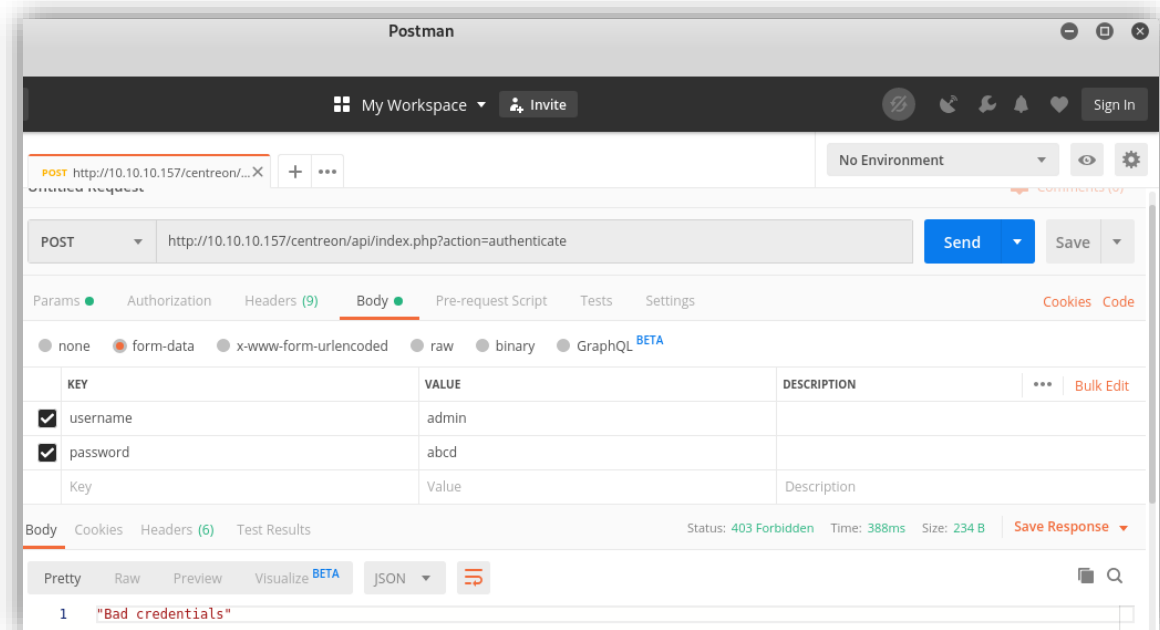 Postman
My Workspace Invite Sign In
POST http://10.10.10.157/centreon/... No Environment
Untitled Request Comments (0)
POST http://10.10.10.157/centreon/api/index.php?action=authenticate Send Save
Params Authorization Headers (9) Body Pre-request Script Tests Settings Cookies Code
none form-data x-www-form-urlencoded raw binary GraphQL BETA
KEY VALUE DESCRIPTION Bulk Edit
username admin
password abcd
Key Value Description
Body Cookies Headers (6) Test Results Status: 403 Forbidden Time: 388ms Size: 234 B Save Response
Pretty Raw Preview Visualize BETA JSON
1 "Bad credentials"